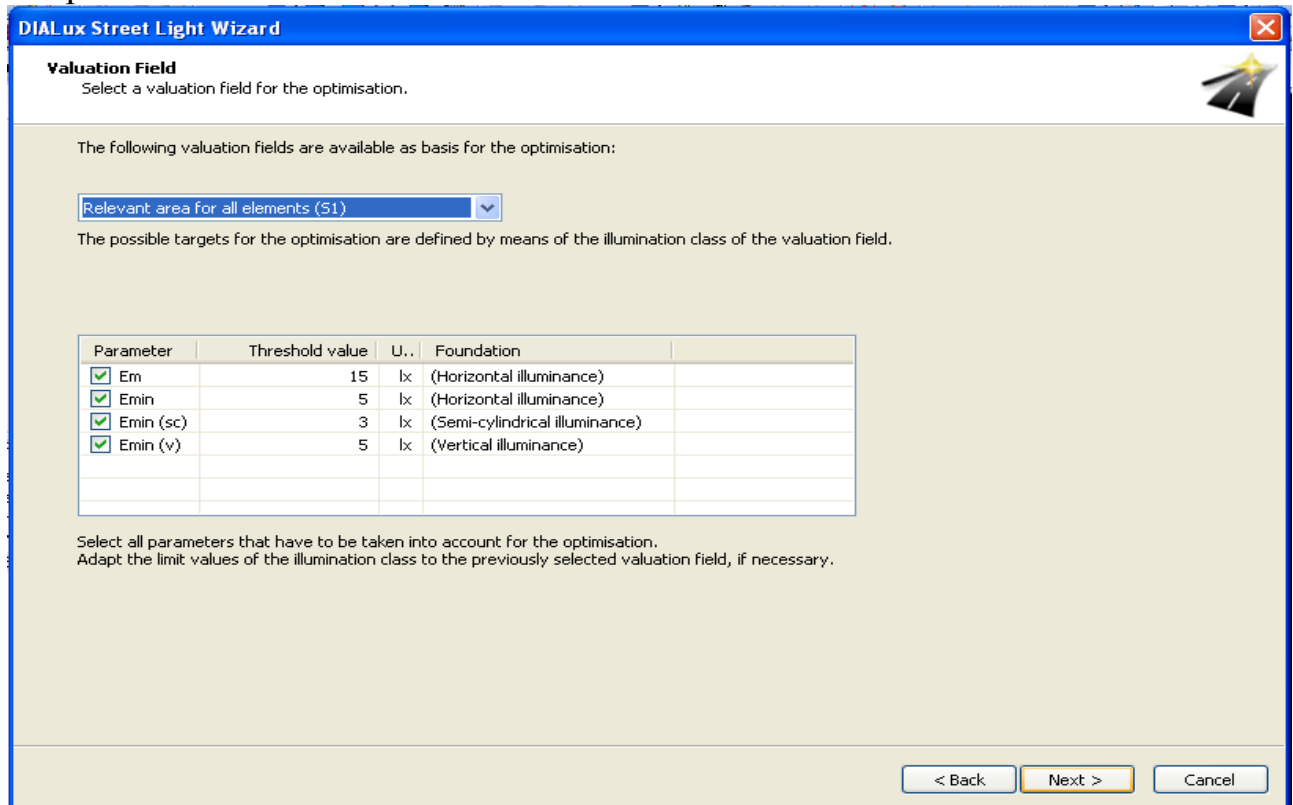 DIALux Street Light Wizard
Valuation Field
Select a valuation field for the optimisation.
The following valuation fields are available as basis for the optimisation:
Relevant area for all elements (S1)
The possible targets for the optimisation are defined by means of the illumination class of the valuation field.
Parameter Threshold value U.. Foundation
Em 15 lx (Horizontal illuminance)
Emin 5 lx (Horizontal illuminance)
Emin (sc) 3 lx (Semi-cylindrical illuminance)
Emin (v) 5 lx (Vertical illuminance)
Select all parameters that have to be taken into account for the optimisation.
Adapt the limit values of the illumination class to the previously selected valuation field, if necessary.
< Back Next > Cancel